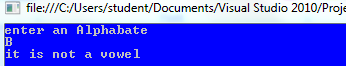 file:///C:/Users/student/Documents/Visual Studio 2010/Proje
enter an Alphabate
B
it is not a vowel